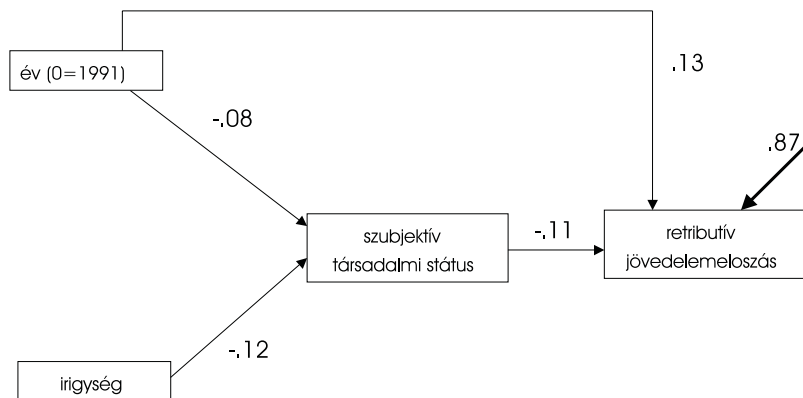 év (0=1991)
.13
-.08
.87
szubjektív
társadalmi státus
-.11
retributív
jövedelemeloszás
-.12
irigység